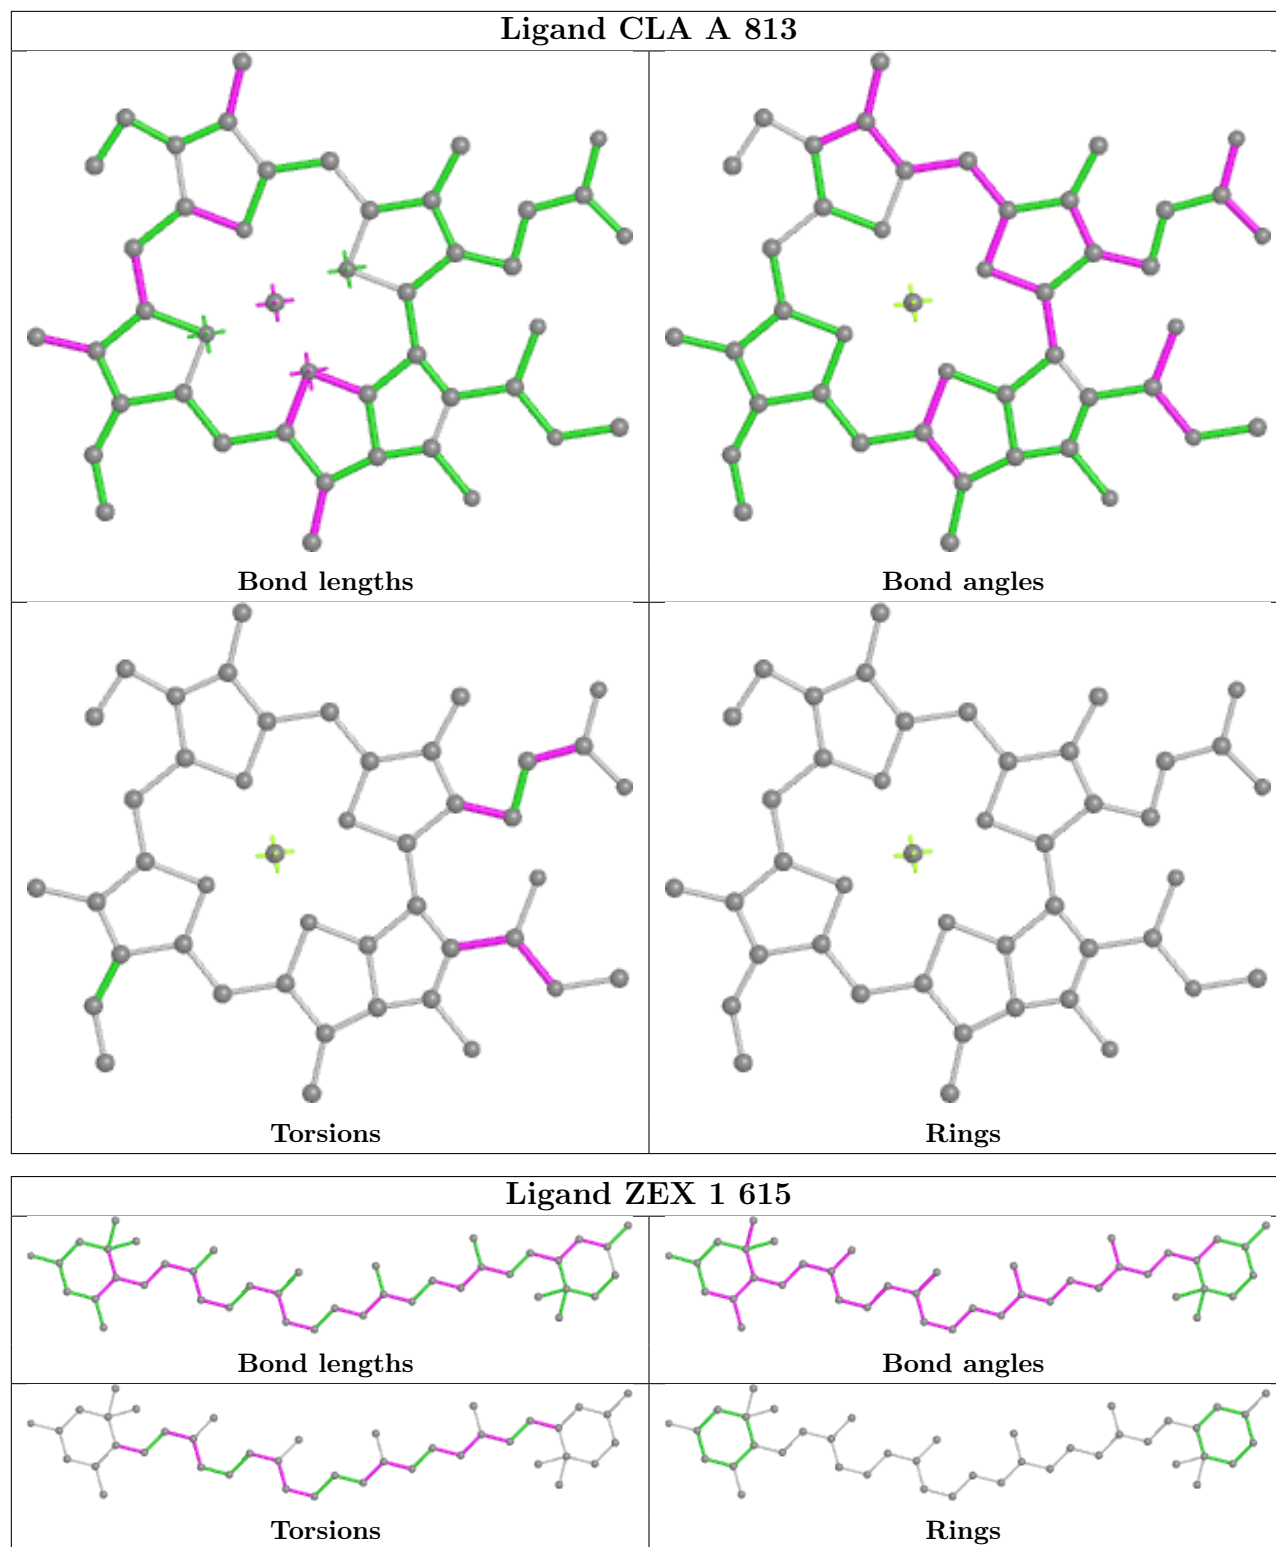 Ligand CLA A 813
Bond lengths
Bond angles
Torsions
Rings
Ligand ZEX 1 615
Bond lengths
Bond angles
Torsions
Rings